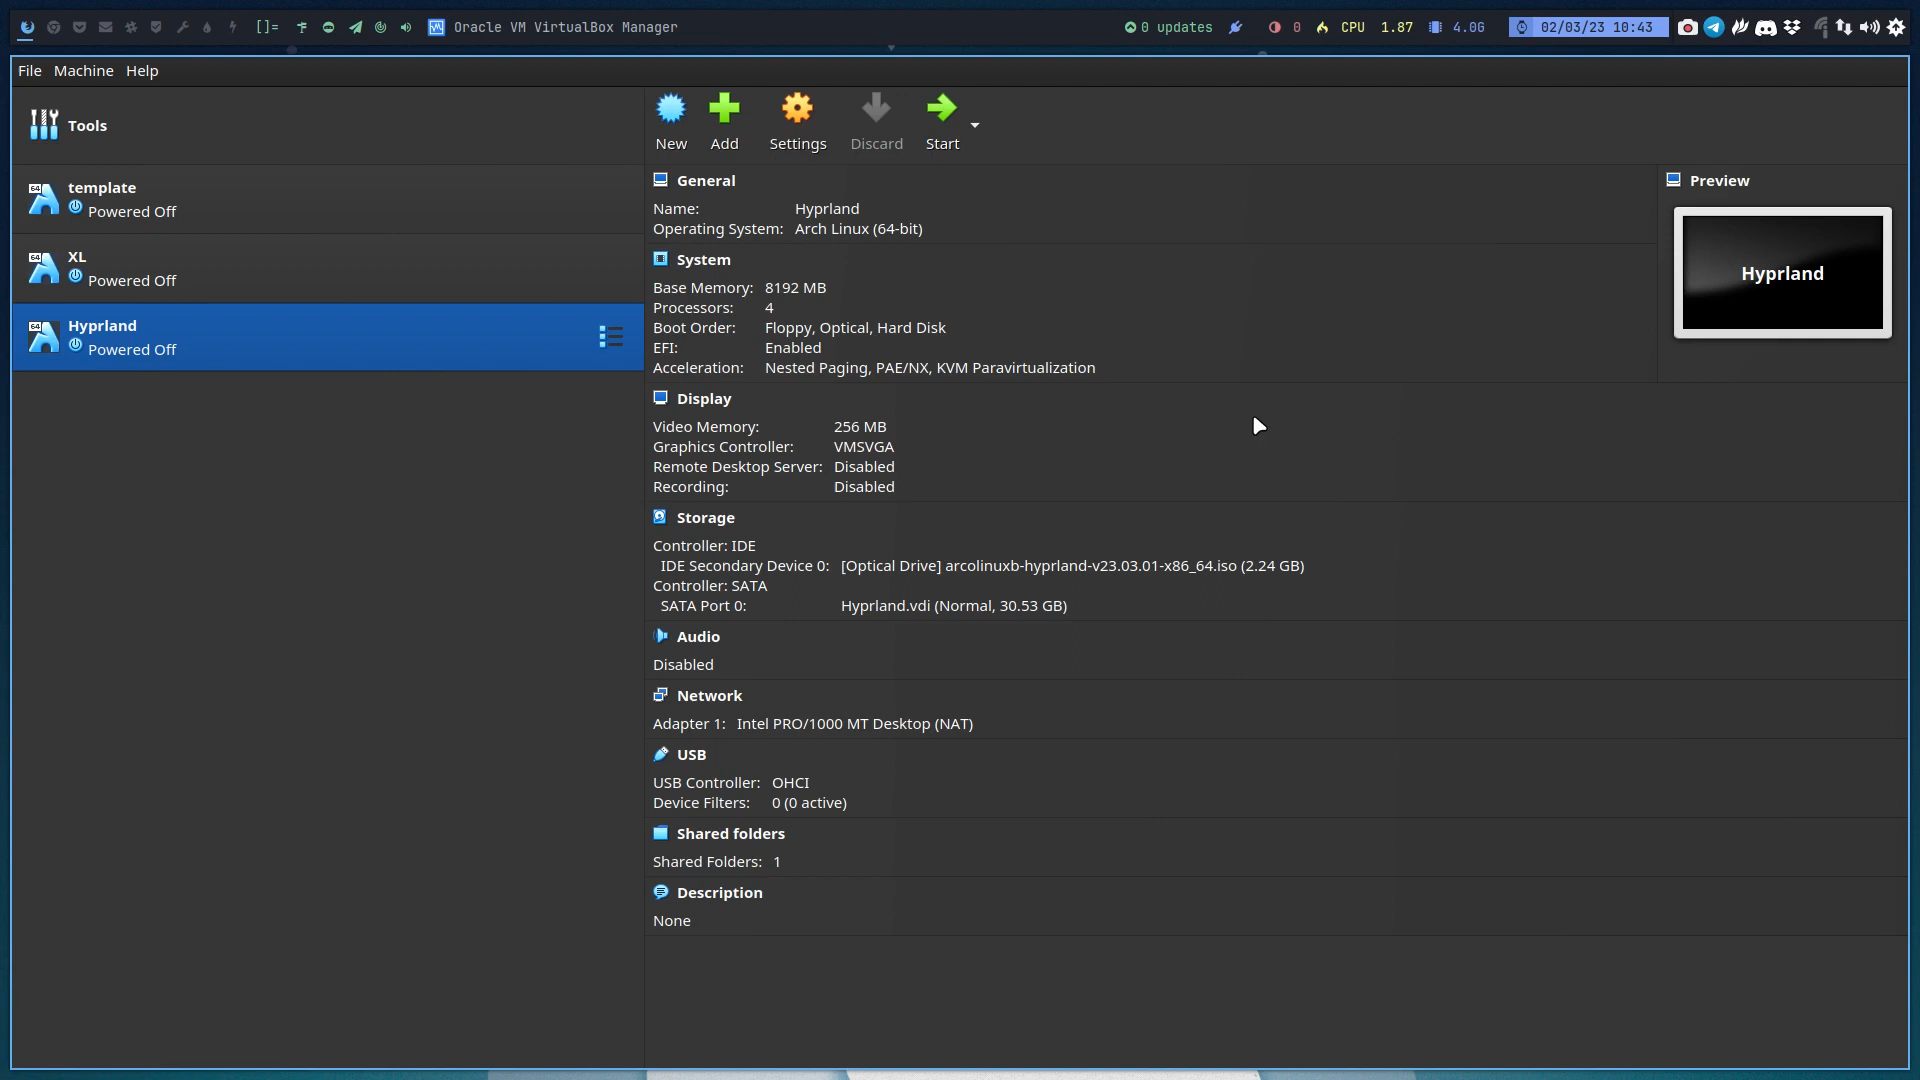 []= Oracle VM VirtualBox Manager 0 updates 0 CPU 1.87 4.0G 02/03/23 10:43
File Machine Help
Tools
New Add Settings Discard Start
64 template
Powered Off
64 XL
Powered Off
64 Hyprland
Powered Off
General
Name: Hyprland
Operating System: Arch Linux (64-bit)
System
Base Memory: 8192 MB
Processors: 4
Boot Order: Floppy, Optical, Hard Disk
EFI: Enabled
Acceleration: Nested Paging, PAE/NX, KVM Paravirtualization
Preview
Hyprland
Display
Video Memory: 256 MB
Graphics Controller: VMSVGA
Remote Desktop Server: Disabled
Recording: Disabled
Storage
Controller: IDE
IDE Secondary Device 0: [Optical Drive] arcolinuxb-hyprland-v23.03.01-x86_64.iso (2.24 GB)
Controller: SATA
SATA Port 0: Hyprland.vdi (Normal, 30.53 GB)
Audio
Disabled
Network
Adapter 1: Intel PRO/1000 MT Desktop (NAT)
USB
USB Controller: OHCI
Device Filters: 0 (0 active)
Shared folders
Shared Folders: 1
Description
None